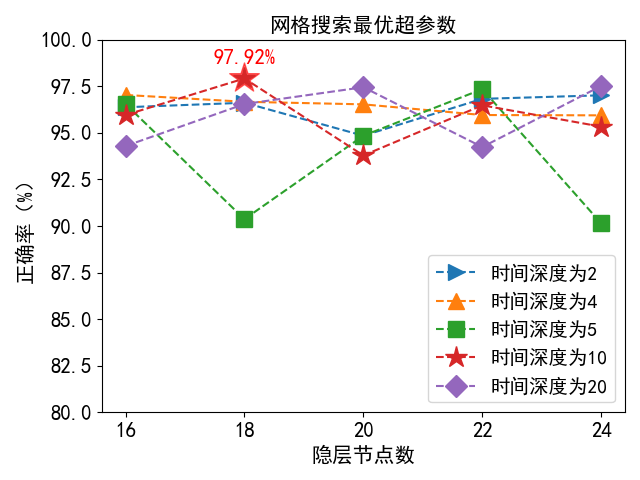 网格搜索最优超参数
97.92%
100.0
97.5
95.0
92.5
90.0
87.5
85.0
82.5
80.0
正确率 (%)
16 18 20 22 24
隐层节点数
时间深度为2
时间深度为4
时间深度为5
时间深度为10
时间深度为20